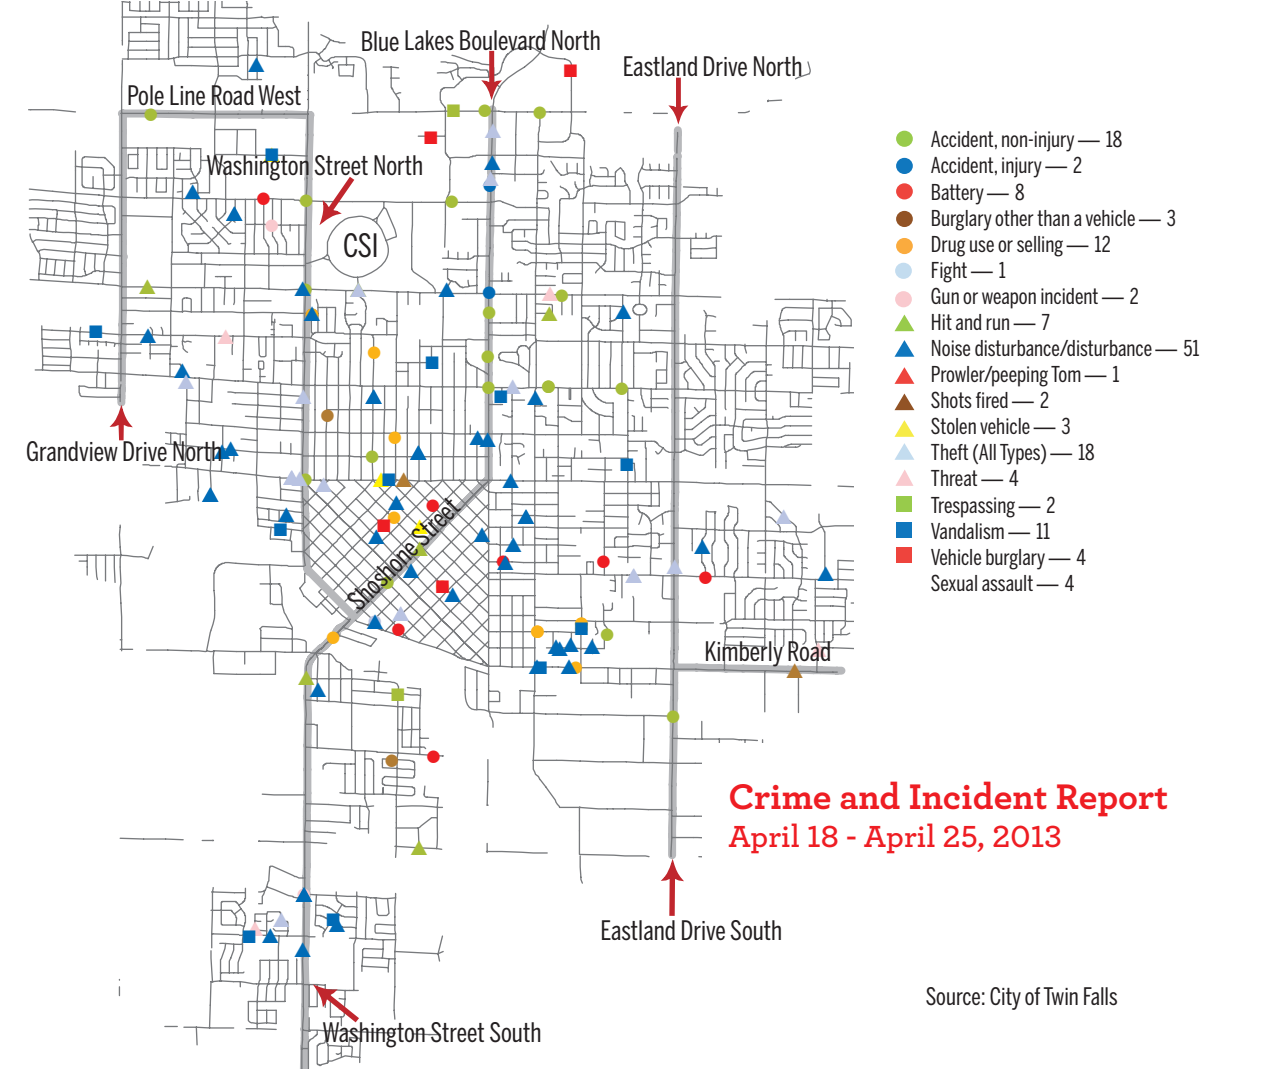 Blue Lakes Boulevard North
Eastland Drive North
Pole Line Road West
Washington Street North
CSI
Grandview Drive North
Shoshone Street
Kimberly Road
Accident, non-injury — 18
Accident, injury — 2
Battery — 8
Burglary other than a vehicle — 3
Drug use or selling — 12
Fight — 1
Gun or weapon incident — 2
Hit and run — 7
Noise disturbance/disturbance — 51
Prowler/peeping Tom — 1
Shots fired — 2
Stolen vehicle — 3
Theft (All Types) — 18
Threat — 4
Trespassing — 2
Vandalism — 11
Vehicle burglary — 4
Sexual assault — 4
Crime and Incident Report
April 18 - April 25, 2013
Eastland Drive South
Source: City of Twin Falls
Washington Street South